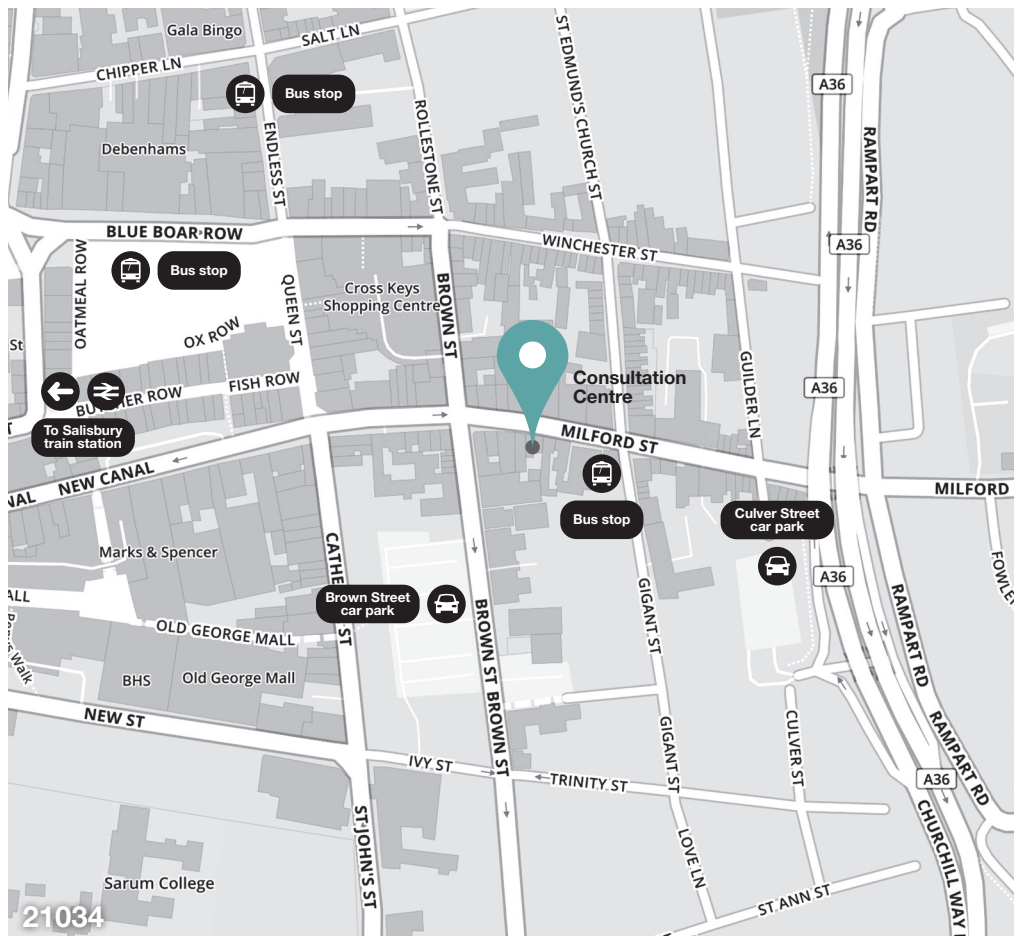 Gala Bingo
SALT LN
CHIPPER LN
Bus stop
Debenhams
ENDLESS ST
ROLLESTONE ST
ST EDMUND'S CHURCH ST
A36
RAMPART RD
BLUE BOAR ROW
WINCHESTER ST
A36
OATMEAL ROW
Bus stop
QUEEN ST
Cross Keys
Shopping Centre
BROWN ST
OX ROW
St
FISH ROW
GUILDER LN
A36
Consultation
Centre
To Salisbury
train station
MILFORD ST
NEW CANAL
Bus stop
Culver Street
car park
MILFORD
Marks & Spencer
Brown Street
car park
A36
GIGANT ST
RAMPART RD
OLD GEORGE MALL
BROWN ST
BHS
Old George Mall
NEW ST
BROWN ST
GIGANT ST
CULVER ST
RAMPART RD
IVY ST
TRINITY ST
A36
ST JOHN'S ST
LOVE LN
CHURCHILL WAY
Sarum College
ST ANN ST
21034